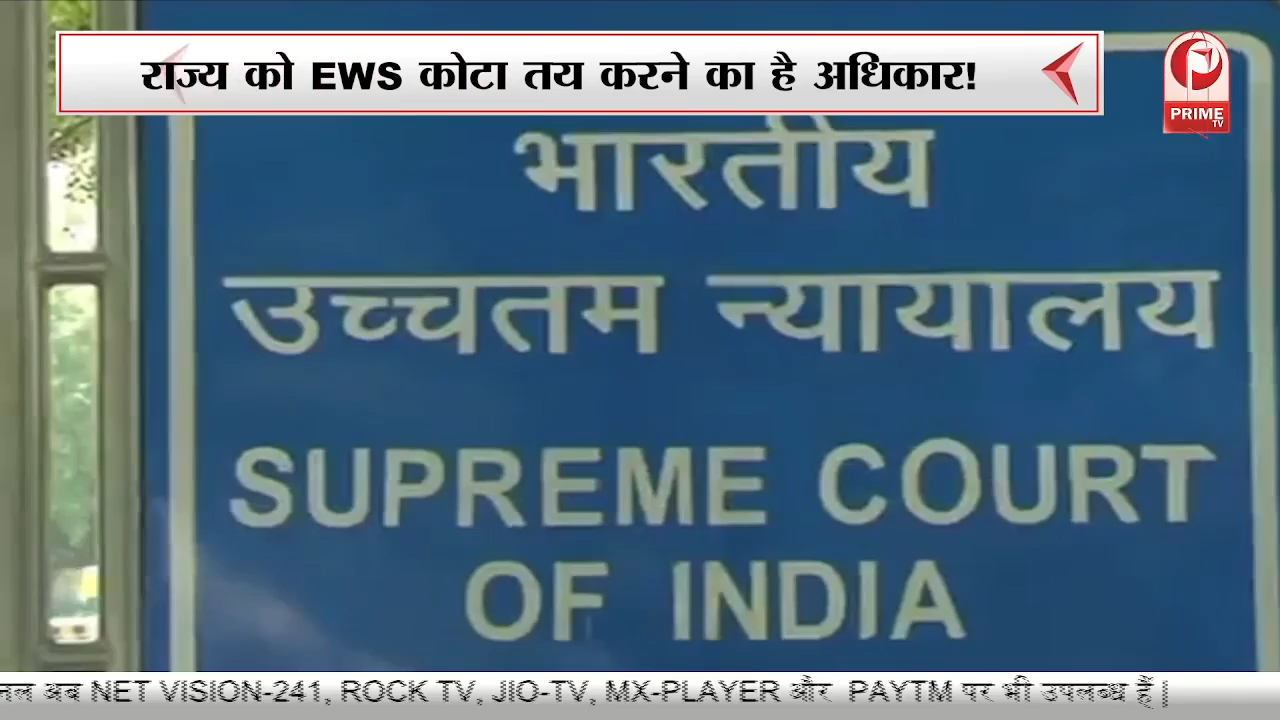 राज्य को EWS कोटा तय करने का है अधिकार!
PRIME
TV
भारतीय
उच्चतम न्यायालय
SUPREME COURT
OF INDIA
अब NET VISION-241, ROCK TV, JIO-TV, MX-PLAYER और PAYTM पर भी उपलब्ध हैं|